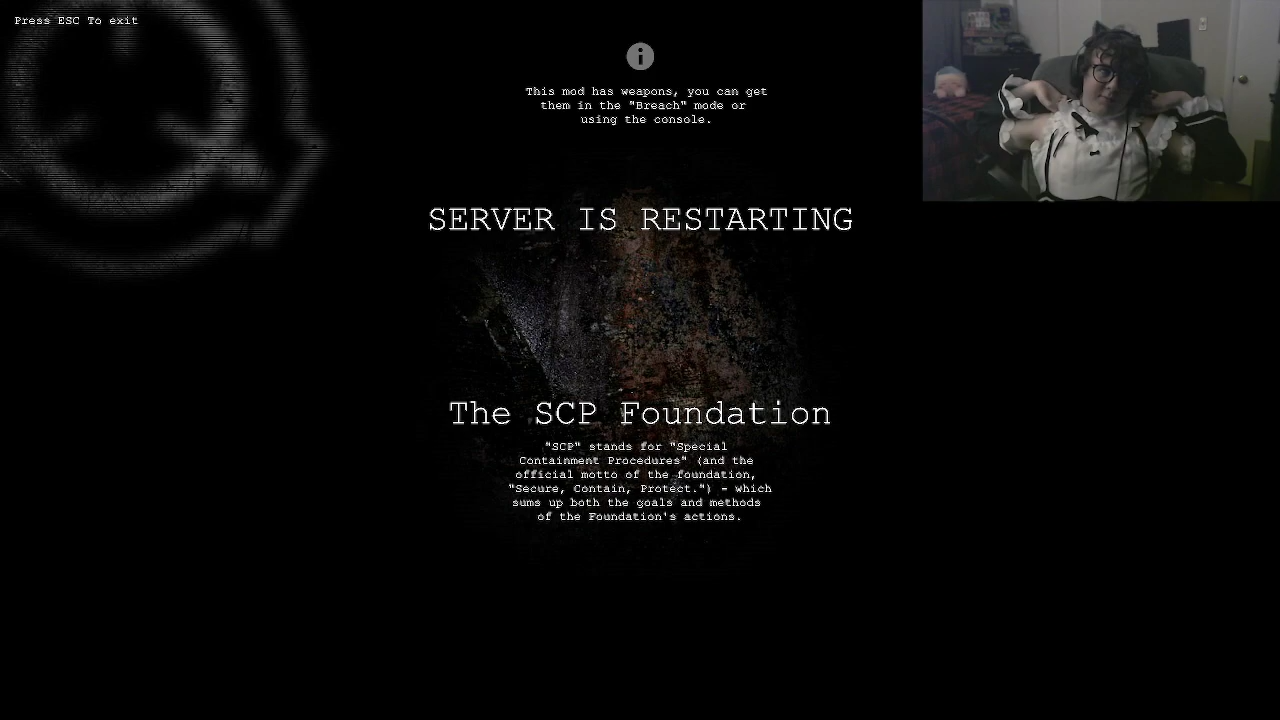 Press ESC To exit
This mod has weapons, you can get
them in the "Breach" mode or
using the console.
SERVER IS RESTARTING
The SCP Foundation
"SCP" stands for "Special
Containment Procedures" (and the
official motto of the foundation,
"Secure, Contain, Protect.") - which
sums up both the goals and methods
of the Foundation's actions.